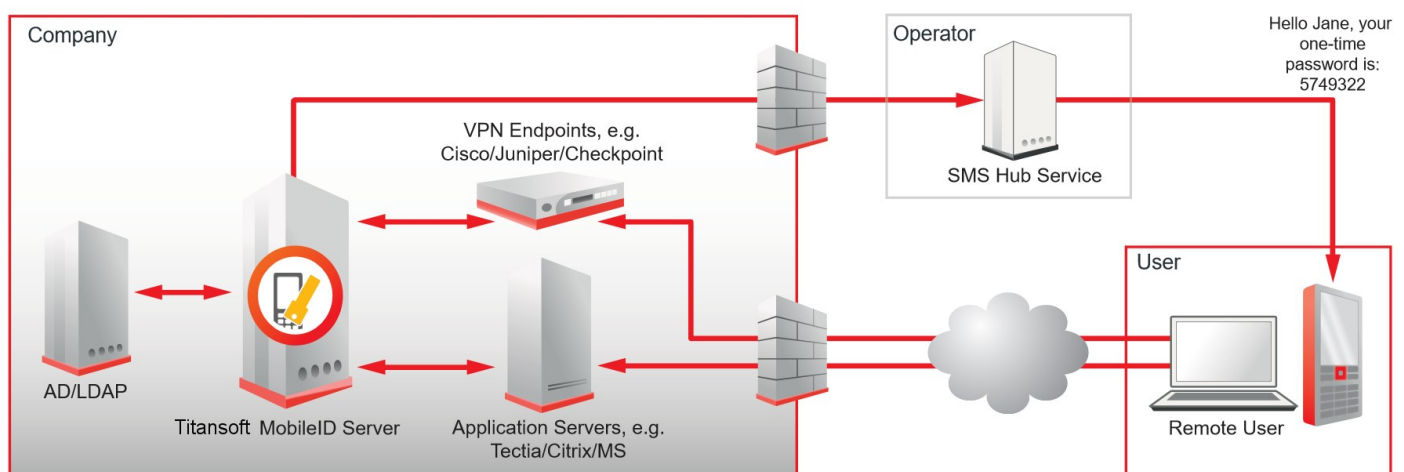 Company
Operator
Hello Jane, your
one-time
password is:
5749322
VPN Endpoints, e.g.
Cisco/Juniper/Checkpoint
SMS Hub Service
User
AD/LDAP
Titansoft MobileID Server
Application Servers, e.g.
Tectia/Citrix/MS
Remote User